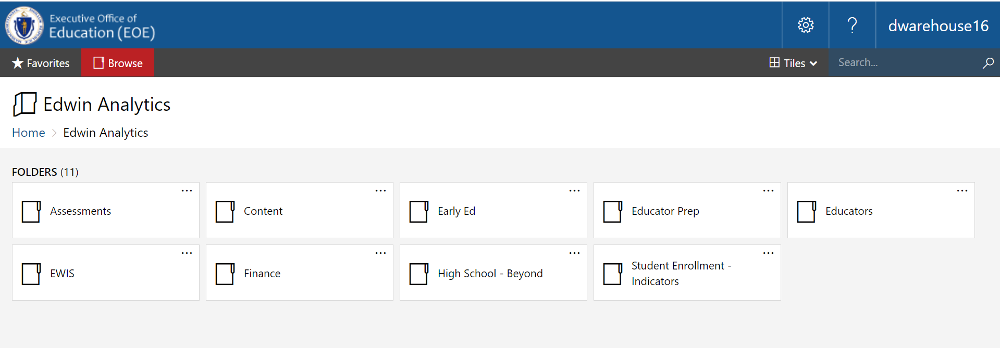 Executive Office of
Education (EOE)
?
dwarehouse16
Favorites
Browse
Tiles
Search...
Edwin Analytics
Home > Edwin Analytics
FOLDERS (11)
Assessments
Content
Early Ed
Educator Prep
Educators
EWIS
Finance
High School - Beyond
Student Enrollment -
Indicators